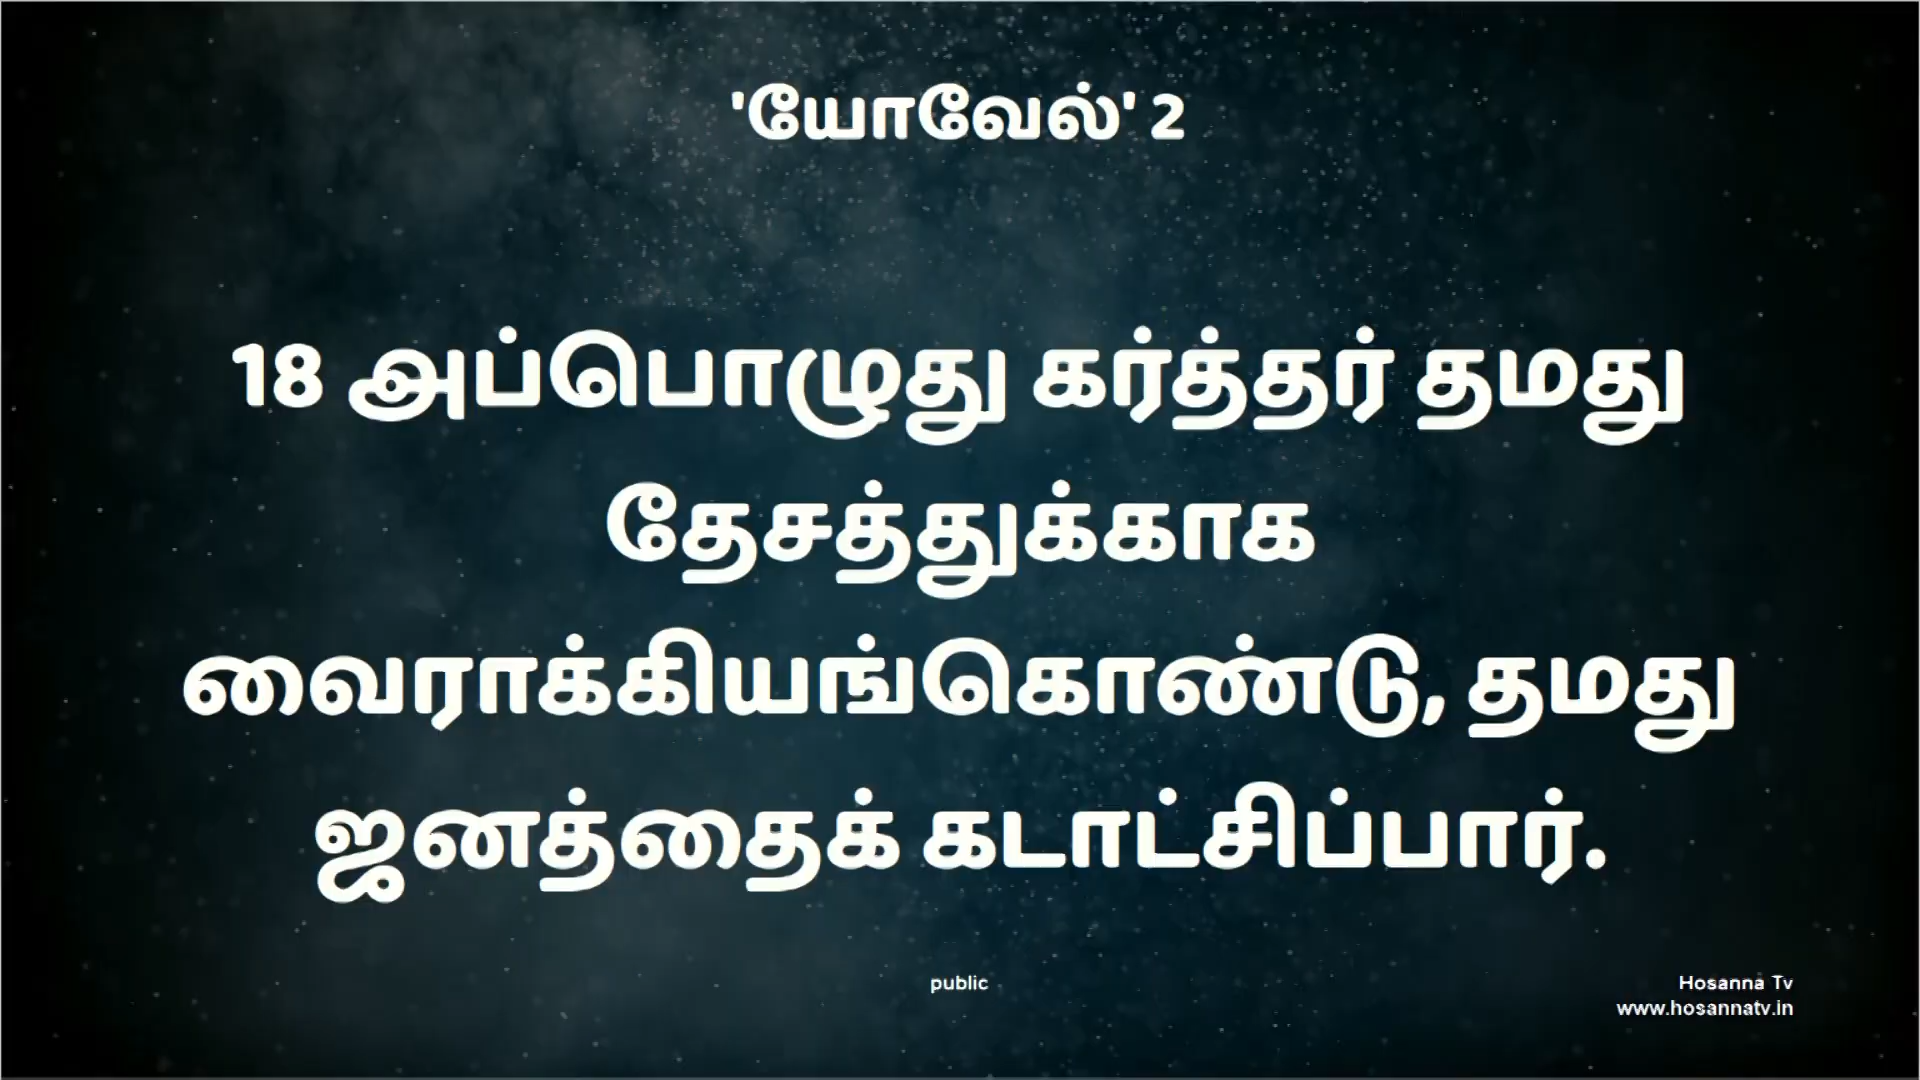 'யோவேல்' 2
18 அப்பொழுது கர்த்தர் தமது
தேசத்துக்காக
வைராக்கியங்கொண்டு, தமது
ஜனத்தைக் கடாட்சிப்பார்.
public
Hosanna Tv
www.hosannatv.in